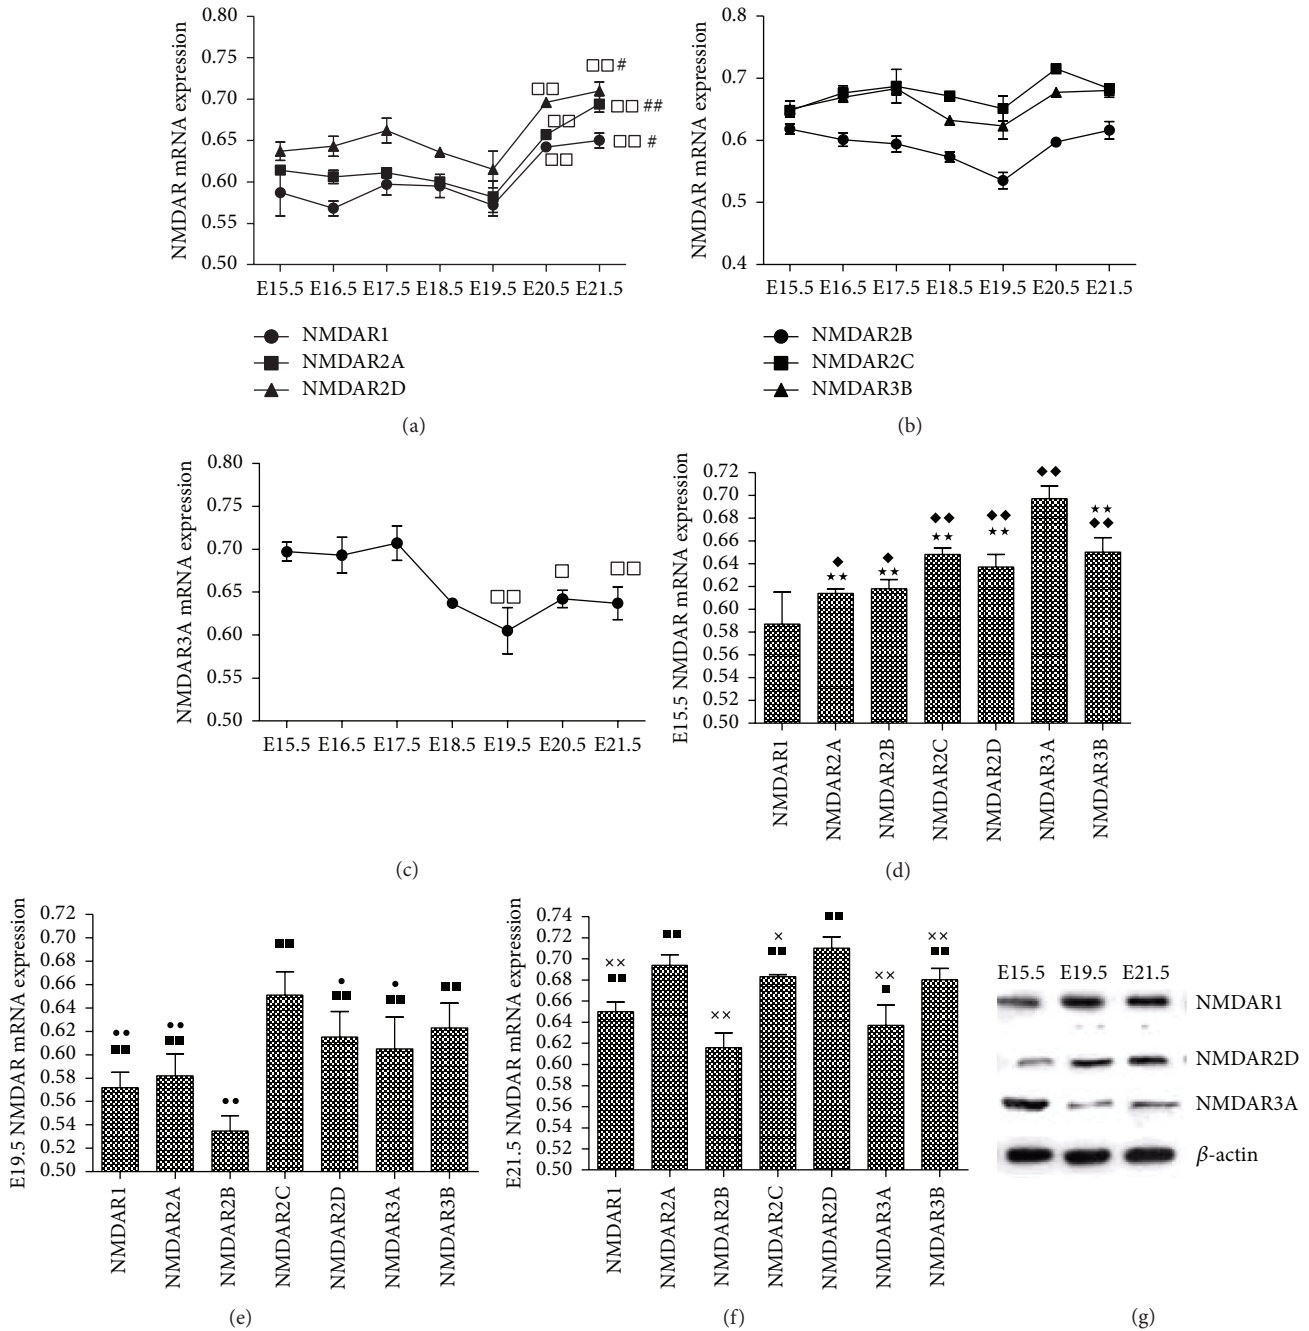 NMDAR mRNA expression
0.80
0.75
0.70
0.65
0.60
0.55
0.50
E15.5 E16.5 E17.5 E18.5 E19.5 E20.5 E21.5
□□ #
□□
□□ ##
□□
□□ #
□□
NMDAR1
NMDAR2A
NMDAR2D
(a)
NMDAR mRNA expression
0.8
0.7
0.6
0.5
0.4
E15.5 E16.5 E17.5 E18.5 E19.5 E20.5 E21.5
NMDAR2B
NMDAR2C
NMDAR3B
(b)
NMDAR3A mRNA expression
0.80
0.75
0.70
0.65
0.60
0.55
0.50
□□
□
□□
E15.5 E16.5 E17.5 E18.5 E19.5 E20.5 E21.5
(c)
E15.5 NMDAR mRNA expression
0.72
0.70
0.68
0.66
0.64
0.62
0.60
0.58
0.56
0.54
0.52
0.50
◆
★★
◆
★★
◆◆
★★
◆◆
★★
◆◆
★★
◆◆
NMDAR1
NMDAR2A
NMDAR2B
NMDAR2C
NMDAR2D
NMDAR3A
NMDAR3B
(d)
E19.5 NMDAR mRNA expression
0.72
0.70
0.68
0.66
0.64
0.62
0.60
0.58
0.56
0.54
0.52
0.50
●●
■■
●●
■■
●●
■■
●
■■
●
■■
■■
NMDAR1
NMDAR2A
NMDAR2B
NMDAR2C
NMDAR2D
NMDAR3A
NMDAR3B
(e)
E21.5 NMDAR mRNA expression
0.74
0.72
0.70
0.68
0.66
0.64
0.62
0.60
0.58
0.56
0.54
0.52
0.50
××
■■
■■
××
×
■■
■■
××
■
××
■■
NMDAR1
NMDAR2A
NMDAR2B
NMDAR2C
NMDAR2D
NMDAR3A
NMDAR3B
(f)
E15.5 E19.5 E21.5
NMDAR1
NMDAR2D
NMDAR3A
β-actin
(g)